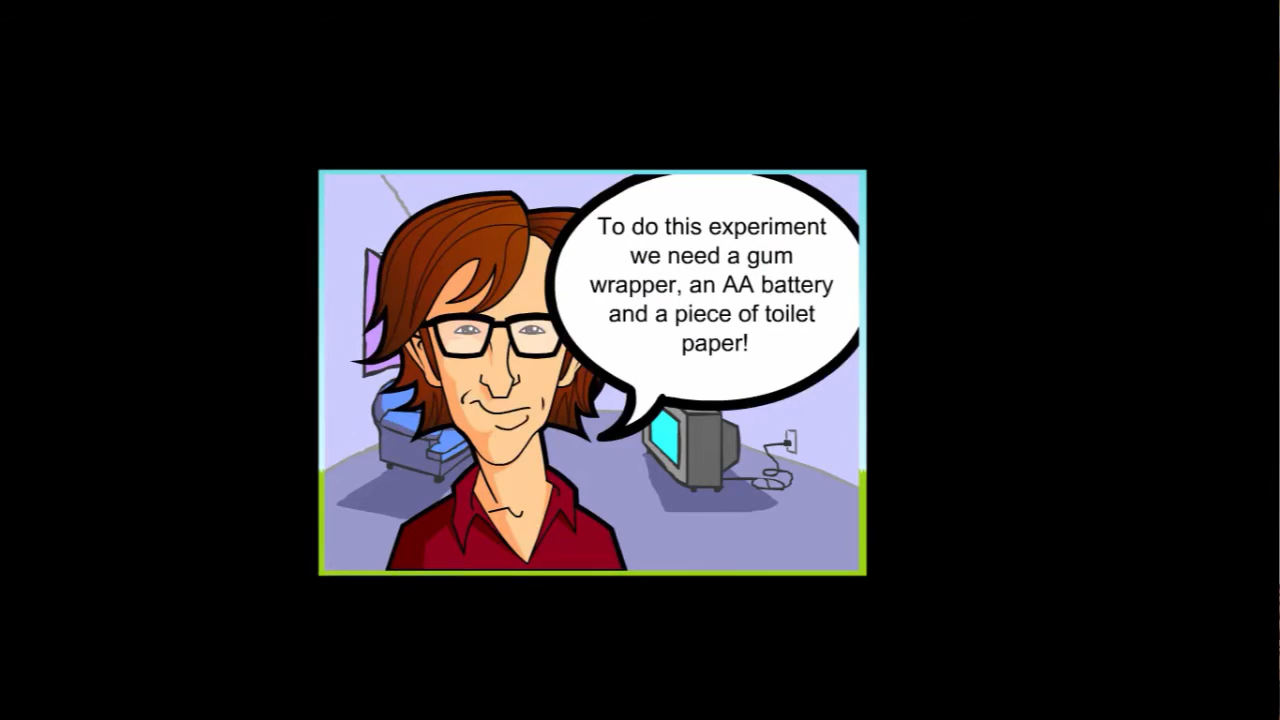 To do this experiment
we need a gum
wrapper, an AA battery
and a piece of toilet
paper!